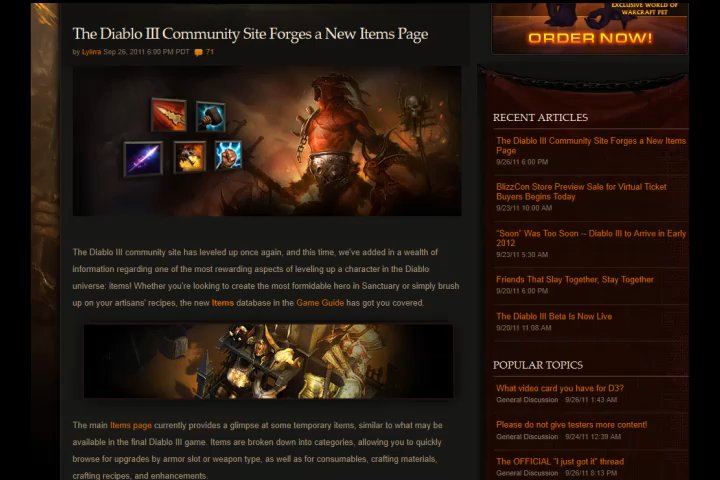 EXCLUSIVE WORLD OF
WARCRAFT PET
ORDER NOW!
The Diablo III Community Site Forges a New Items Page
by Lylirra Sep 26, 2011 6:00 PM PDT 71
The Diablo III community site has leveled up once again, and this time, we've added in a wealth of
information regarding one of the most rewarding aspects of leveling up a character in the Diablo
universe: items! Whether you're looking to create the most formidable hero in Sanctuary or simply brush
up on your artisans' recipes, the new Items database in the Game Guide has got you covered.
The main Items page currently provides a glimpse at some temporary items, similar to what may be
available in the final Diablo III game. Items are broken down into categories, allowing you to quickly
browse for upgrades by armor slot or weapon type, as well as for consumables, crafting materials,
crafting recipes, and enhancements.
RECENT ARTICLES
The Diablo III Community Site Forges a New Items
Page
9/26/11 6:00 PM
BlizzCon Store Preview Sale for Virtual Ticket
Buyers Begins Today
9/23/11 10:00 AM
"Soon" Was Too Soon -- Diablo III to Arrive in Early
2012
9/23/11 5:30 AM
Friends That Slay Together, Stay Together
9/20/11 6:00 PM
The Diablo III Beta Is Now Live
9/20/11 11:08 AM
POPULAR TOPICS
What video card you have for D3?
General Discussion 9/26/11 1:43 AM
Please do not give testers more content!
General Discussion 9/24/11 12:39 AM
The OFFICIAL "I just got it" thread
General Discussion 9/26/11 8:13 PM